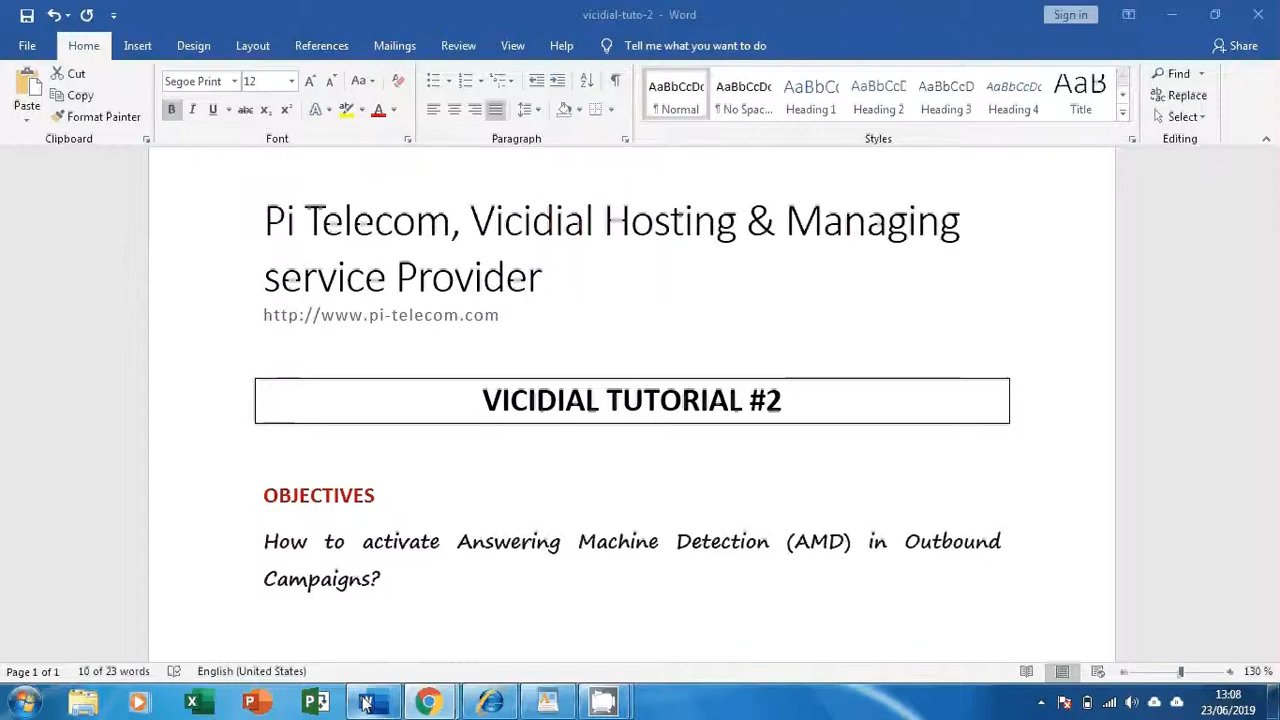 vicidial-tuto-2 - Word
Sign in
File Home Insert Design Layout References Mailings Review View Help Tell me what you want to do Share
Paste
Cut
Copy
Format Painter
Segoe Print 12
Clipboard Font Paragraph Styles Editing
AaBbCcDc AaBbCcDc AaBbCc AaBbCcD AaBbCcDc AaBbCcDc AaB
¶ Normal ¶ No Spac... Heading 1 Heading 2 Heading 3 Heading 4 Title
Find
Replace
Select
Pi Telecom, Vicidial Hosting & Managing
service Provider
http://www.pi-telecom.com
VICIDIAL TUTORIAL #2
OBJECTIVES
How to activate Answering Machine Detection (AMD) in Outbound
Campaigns?
Page 1 of 1 10 of 23 words English (United States) 130 %
13:08
23/06/2019